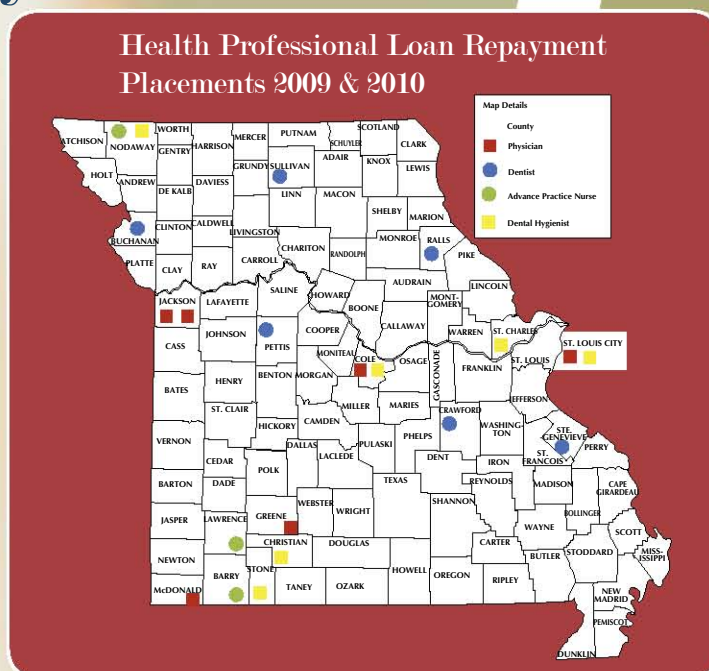 Health Professional Loan Repayment
Placements 2009 & 2010
Map Details
County
Physician
Dentist
Advance Practice Nurse
Dental Hygienist
ATCHISON
NODAWAY
WORTH
GENTRY
HARRISON
MERCER
PUTNAM
SCHUYLER
SCOTLAND
CLARK
HOLT
ANDREW
DE KALB
DAVIESS
GRUNDY
SULLIVAN
ADAIR
KNOX
LEWIS
LINN
MACON
SHELBY
MARION
BUCHANAN
CLINTON
CALDWELL
LIVINGSTON
CHARITON
RANDOLPH
MONROE
RALLS
PIKE
PLATTE
CLAY
RAY
CARROLL
SALINE
HOWARD
BOONE
AUDRAIN
MONT-
GOMERY
LINCOLN
JACKSON
LAFAYETTE
COOPER
CALLAWAY
WARREN
ST. CHARLES
ST. LOUIS CITY
CASS
JOHNSON
PETTIS
MONITEAU
COLE
OSAGE
GASCONADE
FRANKLIN
ST. LOUIS
BATES
HENRY
BENTON
MORGAN
MILLER
MARIES
CRAWFORD
WASHING-
TON
JEFFERSON
ST. CLAIR
HICKORY
CAMDEN
PULASKI
PHELPS
DENT
IRON
ST.
FRANCOIS
STE.
GENEVIEVE
PERRY
VERNON
CEDAR
POLK
DALLAS
LACLEDE
TEXAS
REYNOLDS
MADISON
CAPE
GIRARDEAU
BARTON
DADE
GREENE
WEBSTER
WRIGHT
SHANNON
WAYNE
BOLLINGER
SCOTT
JASPER
LAWRENCE
CHRISTIAN
DOUGLAS
CARTER
BUTLER
STODDARD
MISS-
ISSIPPI
NEWTON
BARRY
STONE
TANEY
OZARK
HOWELL
OREGON
RIPLEY
NEW
MADRID
McDONALD
PEMISCOT
DUNKLIN